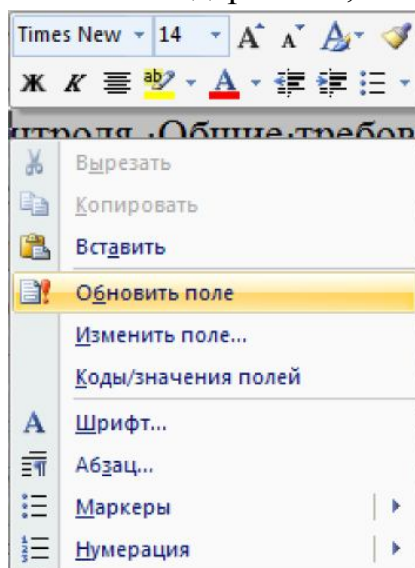 Times New 14 А А А
Ж К ab А
нтроля. Общие требов
Вырезать
Копировать
Вставить
Обновить поле
Изменить поле...
Коды/значения полей
А Шрифт...
Абзац...
Маркеры
Нумерация